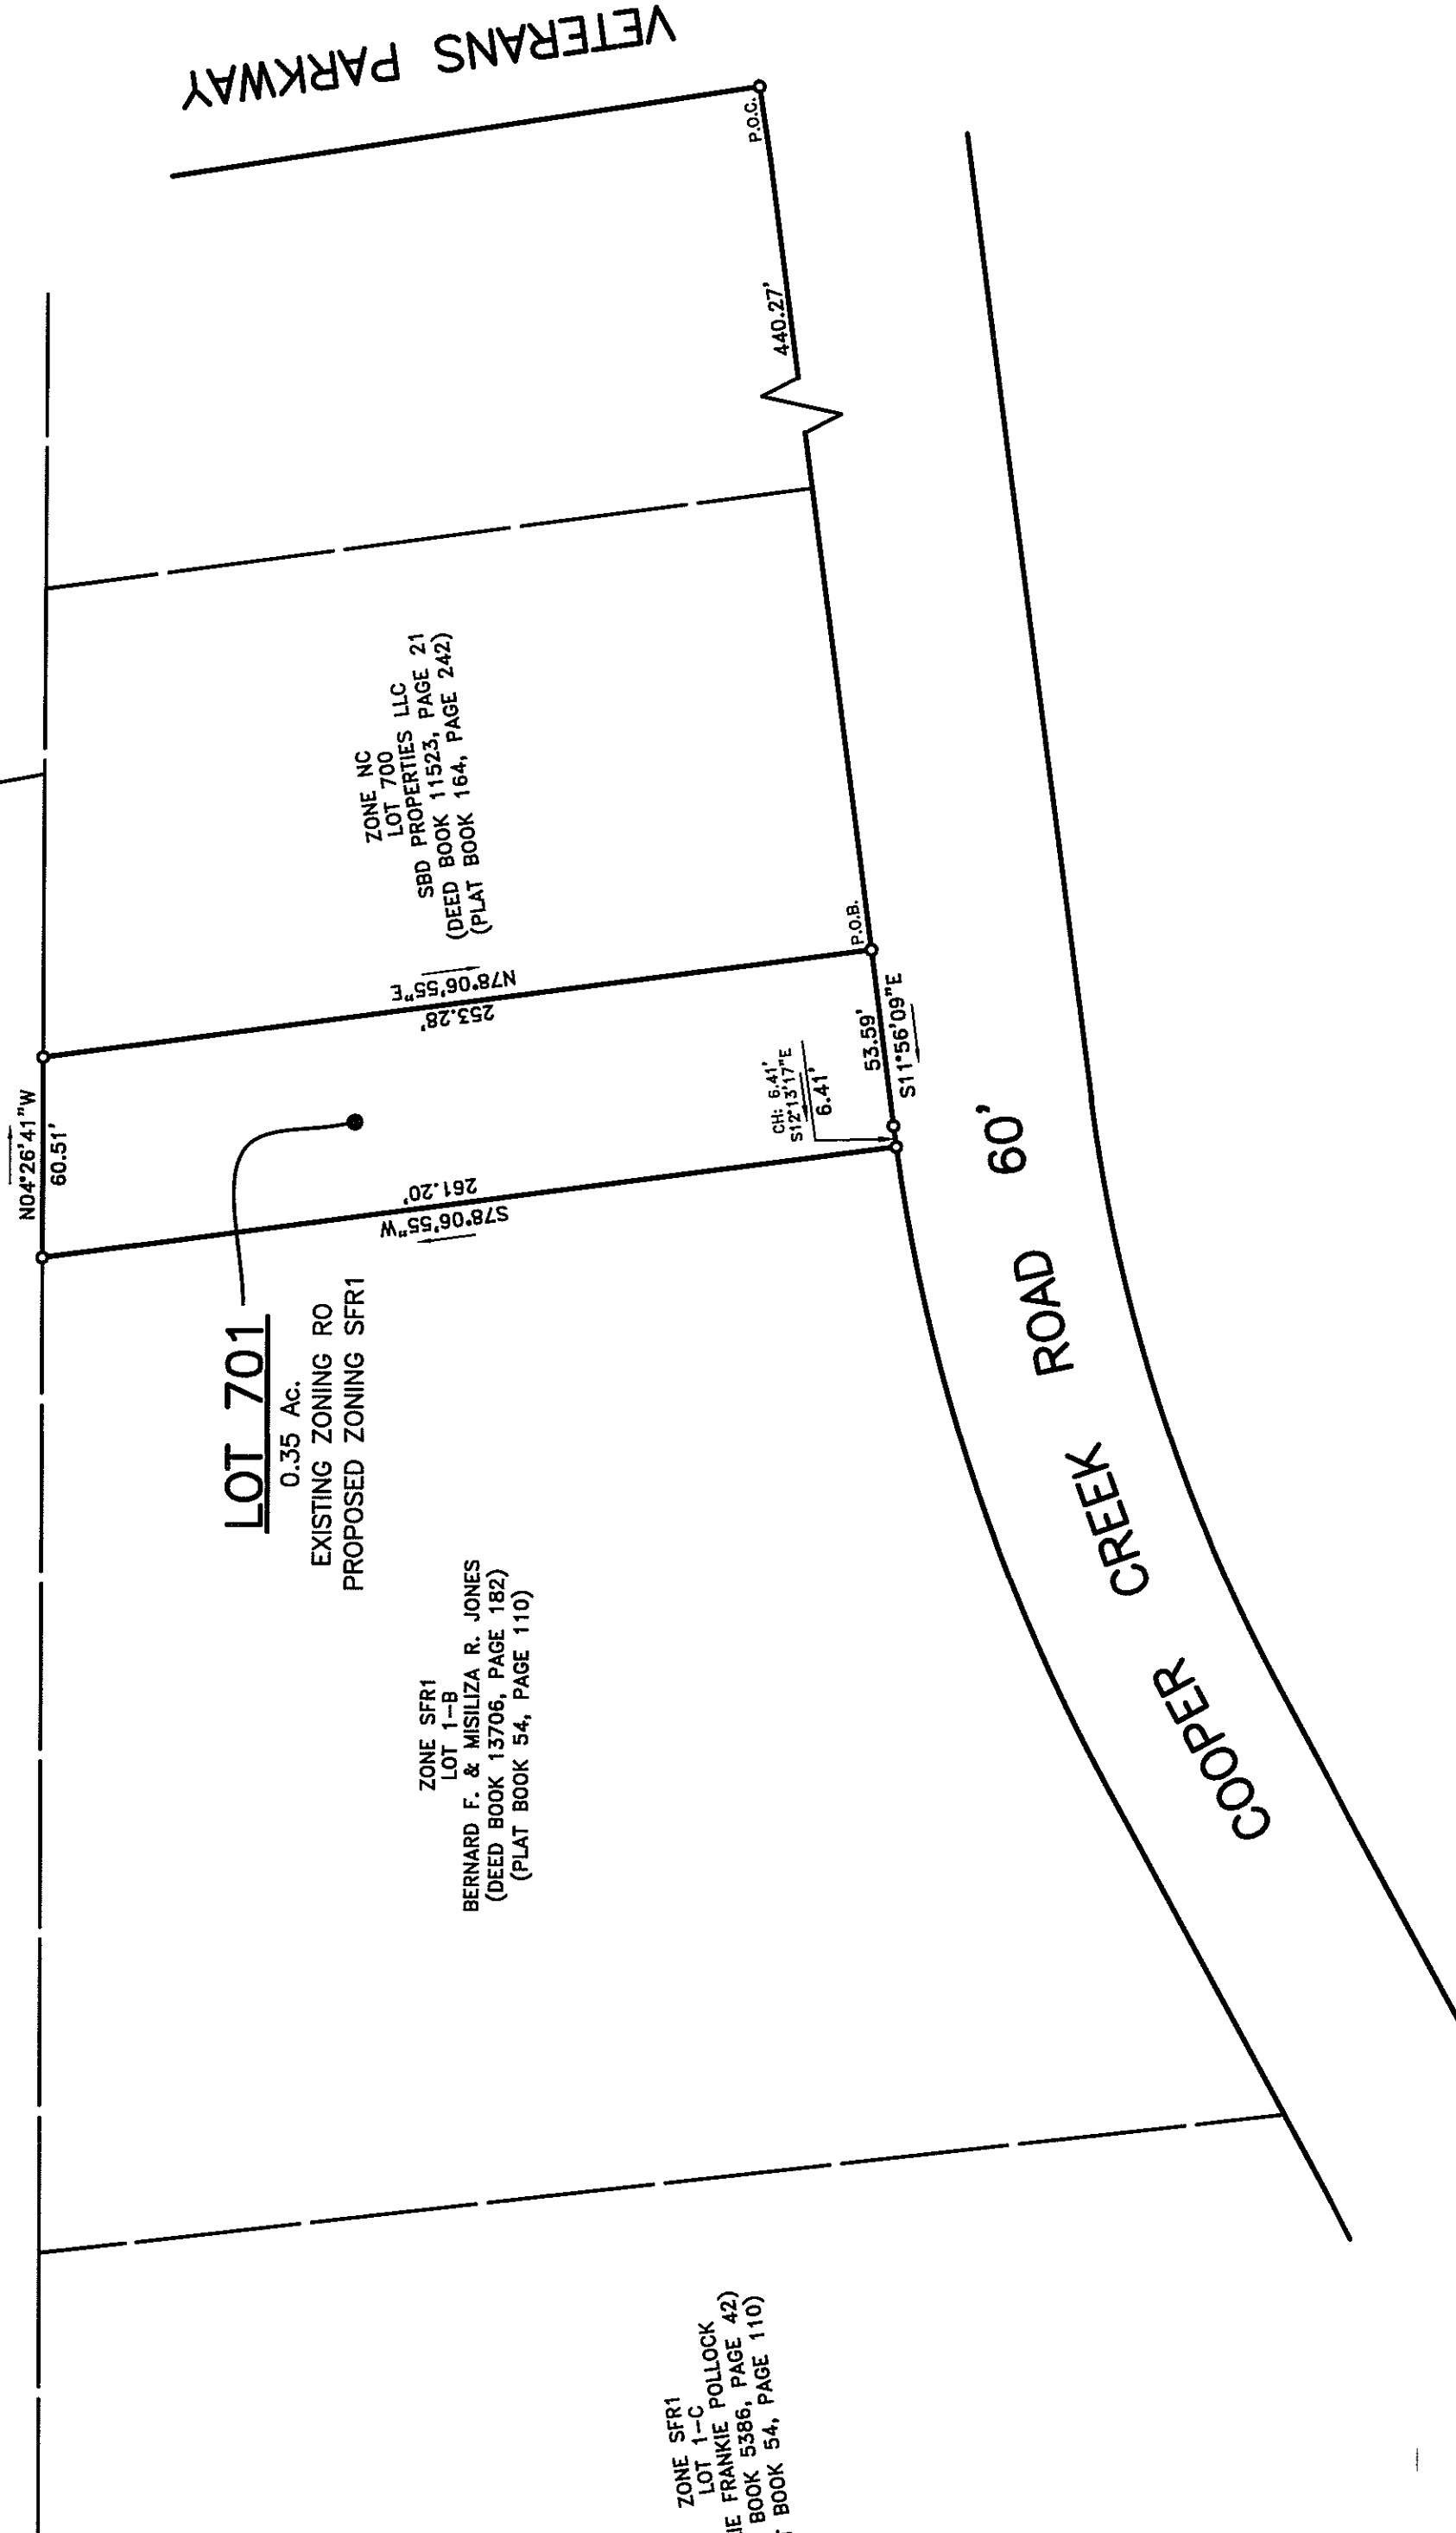 VETERANS PARKWAY
P.O.C.
440.27'
ZONE NC
LOT 700
SBD PROPERTIES LLC
(DEED BOOK 11523, PAGE 21
(PLAT BOOK 164, PAGE 242)
P.O.B.
N78°06'55"E
253.28'
53.59'
S11°56'09"E
CH: 6.41'
S12°13'17"E
6.41'
N04°26'41"W
60.51'
261.20'
S78°06'55"W
LOT 701
0.35 Ac.
EXISTING ZONING RO
PROPOSED ZONING SFR1
ZONE SFR1
LOT 1-B
BERNARD F. & MISILIZA R. JONES
(DEED BOOK 13706, PAGE 182)
(PLAT BOOK 54, PAGE 110)
COOPER CREEK ROAD 60'
ZONE SFR1
LOT 1-C
FRANKIE POLLOCK
BOOK 5386, PAGE 42)
BOOK 54, PAGE 110)